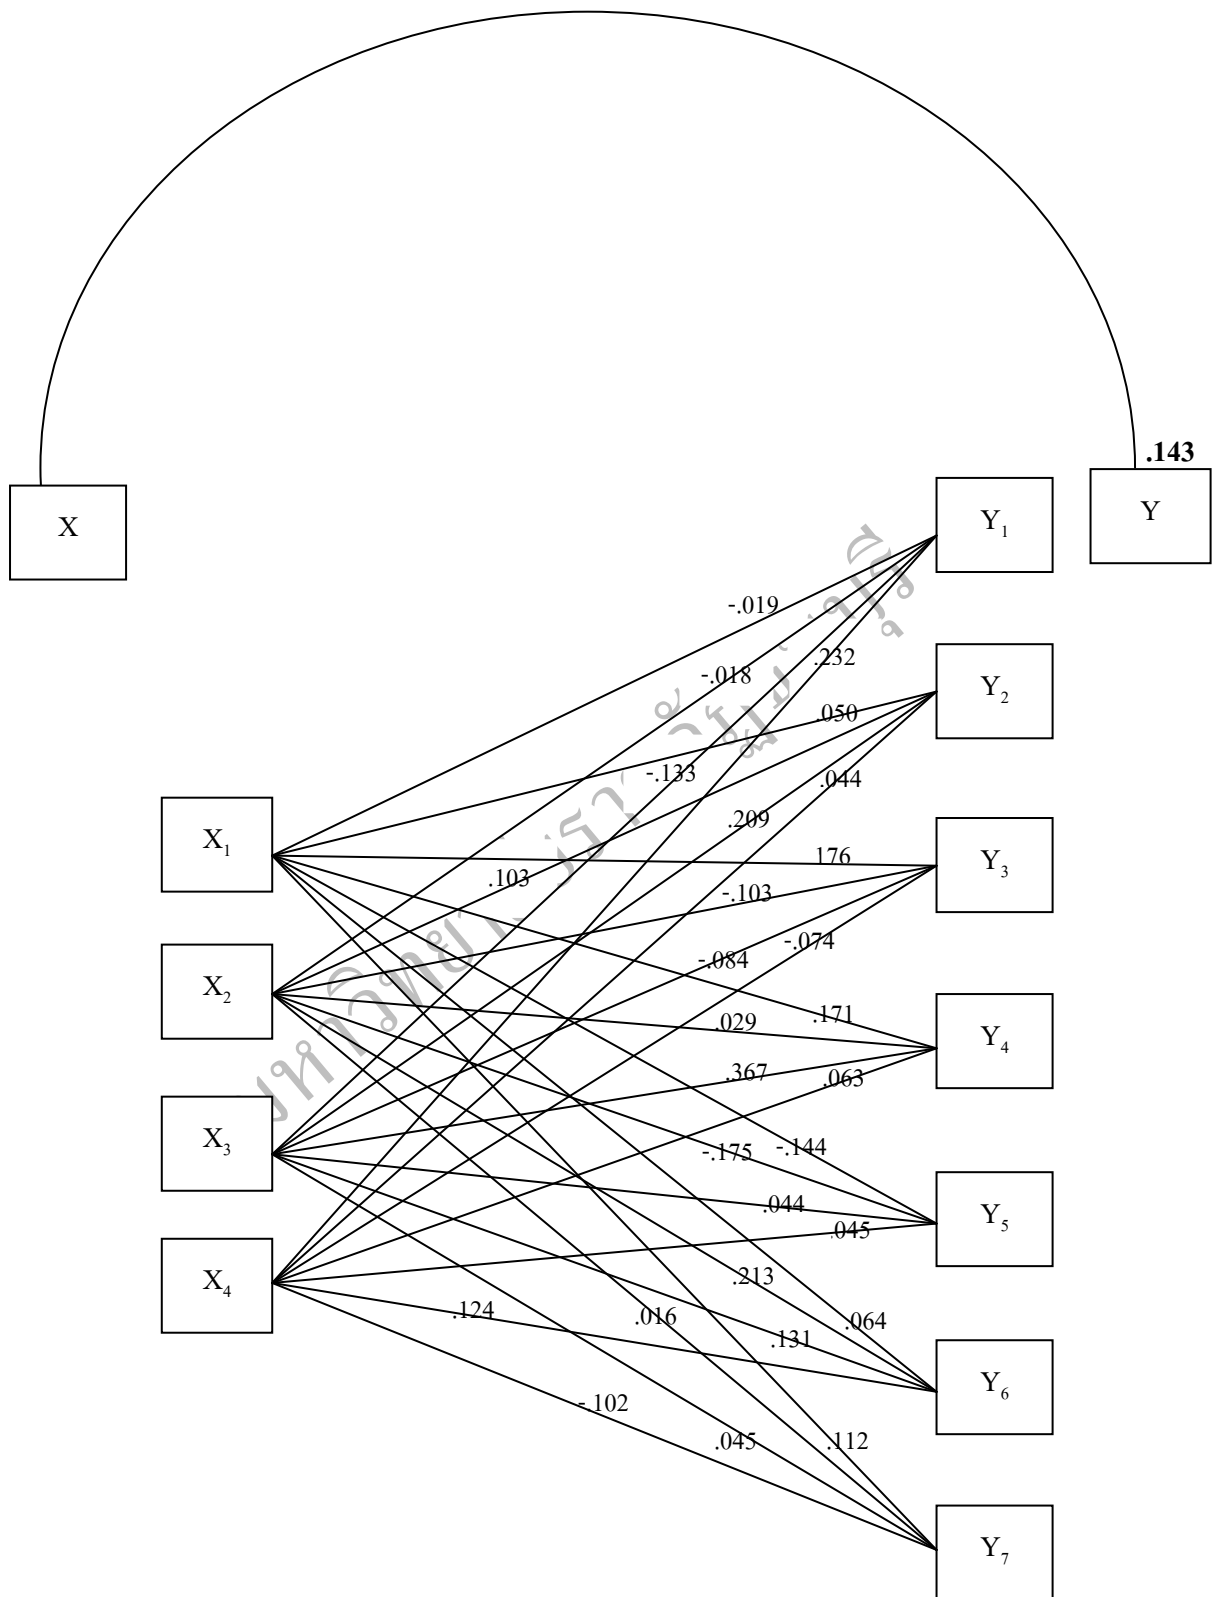 .143
X
Y₁
Y
-.019
.232
-.018
Y₂
.050
-.133
.044
.209
X₁
176
Y₃
.103
-.103
-.074
-.084
X₂
.171
.029
Y₄
.367
.063
X₃
-.144
-.175
.044
Y₅
.045
X₄
.213
.124
.016
.064
.131
Y₆
-.102
.045
.112
Y₇